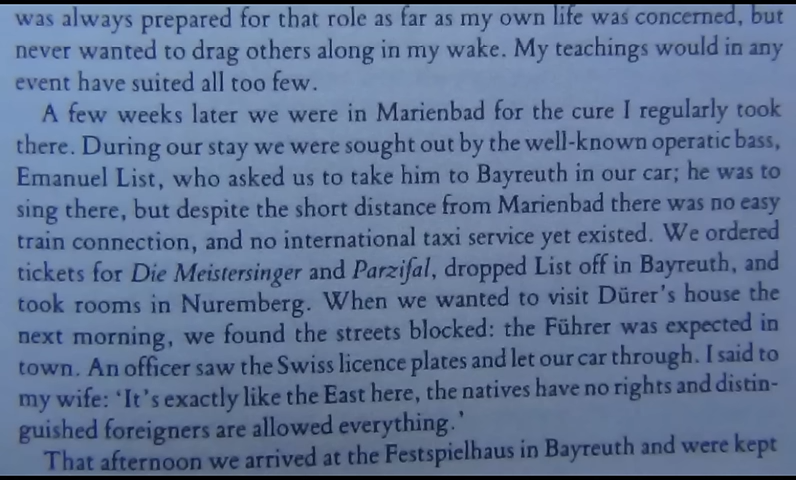 was always prepared for that role as far as my own life was concerned, but
never wanted to drag others along in my wake. My teachings would in any
event have suited all too few.
A few weeks later we were in Marienbad for the cure I regularly took
there. During our stay we were sought out by the well-known operatic bass,
Emanuel List, who asked us to take him to Bayreuth in our car; he was to
sing there, but despite the short distance from Marienbad there was no easy
train connection, and no international taxi service yet existed. We ordered
tickets for Die Meistersinger and Parzifal, dropped List off in Bayreuth, and
took rooms in Nuremberg. When we wanted to visit Dürer's house the
next morning, we found the streets blocked: the Führer was expected in
town. An officer saw the Swiss licence plates and let our car through. I said to
my wife: 'It's exactly like the East here, the natives have no rights and distin-
guished foreigners are allowed everything.'
That afternoon we arrived at the Festspielhaus in Bayreuth and were kept